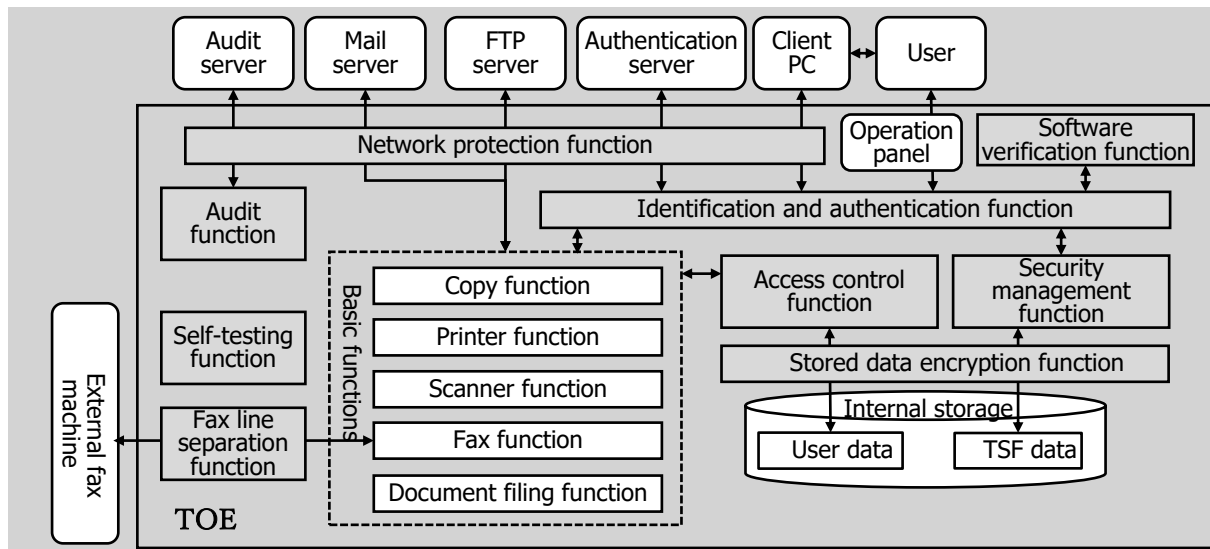 Audit
server
Mail
server
FTP
server
Authentication
server
Client
PC
User
Network protection function
Operation
panel
Software
verification function
Audit
function
Identification and authentication function
Basic functions
Copy function
Access control
function
Security
management
function
Self-testing
function
Printer function
Stored data encryption function
External fax
machine
Scanner function
Internal storage
Fax line
separation
function
Fax function
User data
TSF data
Document filing function
TOE